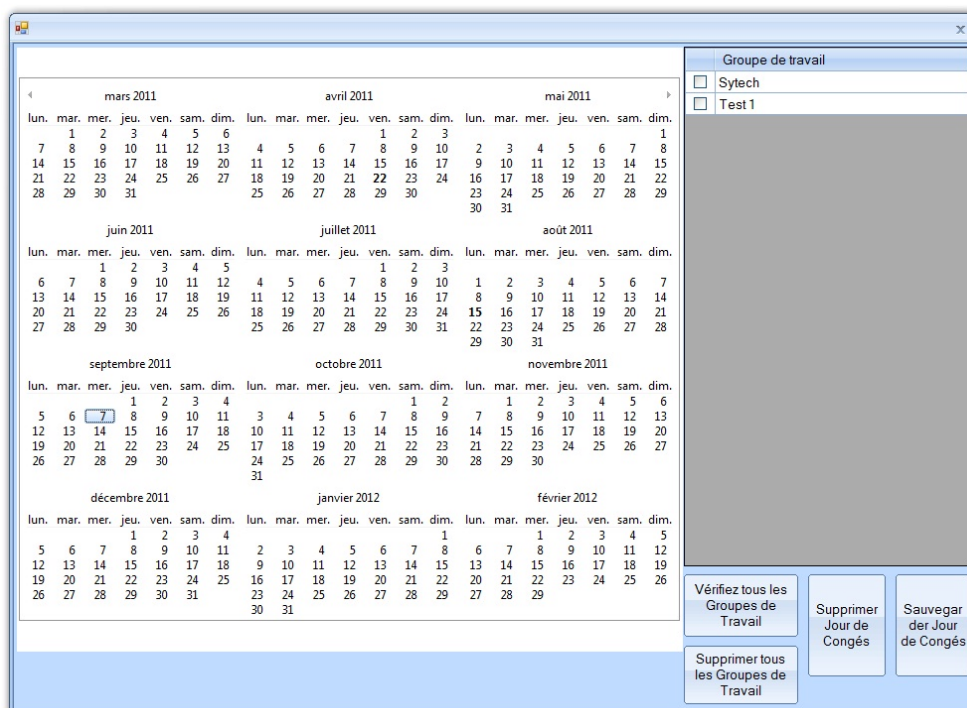 Groupe de travail
Sytech
Test 1
mars 2011 avril 2011 mai 2011
lun. mar. mer. jeu. ven. sam. dim. lun. mar. mer. jeu. ven. sam. dim. lun. mar. mer. jeu. ven. sam. dim.
1 2 3 4 5 6 1 2 3 1
7 8 9 10 11 12 13 4 5 6 7 8 9 10 2 3 4 5 6 7 8
14 15 16 17 18 19 20 11 12 13 14 15 16 17 9 10 11 12 13 14 15
21 22 23 24 25 26 27 18 19 20 21 22 23 24 16 17 18 19 20 21 22
28 29 30 31 25 26 27 28 29 30 23 24 25 26 27 28 29
30 31
juin 2011 juillet 2011 août 2011
lun. mar. mer. jeu. ven. sam. dim. lun. mar. mer. jeu. ven. sam. dim. lun. mar. mer. jeu. ven. sam. dim.
1 2 3 4 5 1 2 3
6 7 8 9 10 11 12 4 5 6 7 8 9 10 1 2 3 4 5 6 7
13 14 15 16 17 18 19 11 12 13 14 15 16 17 8 9 10 11 12 13 14
20 21 22 23 24 25 26 18 19 20 21 22 23 24 15 16 17 18 19 20 21
27 28 29 30 25 26 27 28 29 30 31 22 23 24 25 26 27 28
29 30 31
septembre 2011 octobre 2011 novembre 2011
lun. mar. mer. jeu. ven. sam. dim. lun. mar. mer. jeu. ven. sam. dim. lun. mar. mer. jeu. ven. sam. dim.
1 2 3 4 1 2 1 2 3 4 5 6
5 6 7 8 9 10 11 3 4 5 6 7 8 9 7 8 9 10 11 12 13
12 13 14 15 16 17 18 10 11 12 13 14 15 16 14 15 16 17 18 19 20
19 20 21 22 23 24 25 17 18 19 20 21 22 23 21 22 23 24 25 26 27
26 27 28 29 30 24 25 26 27 28 29 30 28 29 30
31
décembre 2011 janvier 2012 février 2012
lun. mar. mer. jeu. ven. sam. dim. lun. mar. mer. jeu. ven. sam. dim. lun. mar. mer. jeu. ven. sam. dim.
1 2 3 4 1 1 2 3 4 5
5 6 7 8 9 10 11 2 3 4 5 6 7 8 6 7 8 9 10 11 12
12 13 14 15 16 17 18 9 10 11 12 13 14 15 13 14 15 16 17 18 19
19 20 21 22 23 24 25 16 17 18 19 20 21 22 20 21 22 23 24 25 26
26 27 28 29 30 31 23 24 25 26 27 28 29 27 28 29
30 31
Vérifiez tous les
Groupes de
Travail
Supprimer
Jour de
Congés
Sauvegar
der Jour
de Congés
Supprimer tous
les Groupes de
Travail